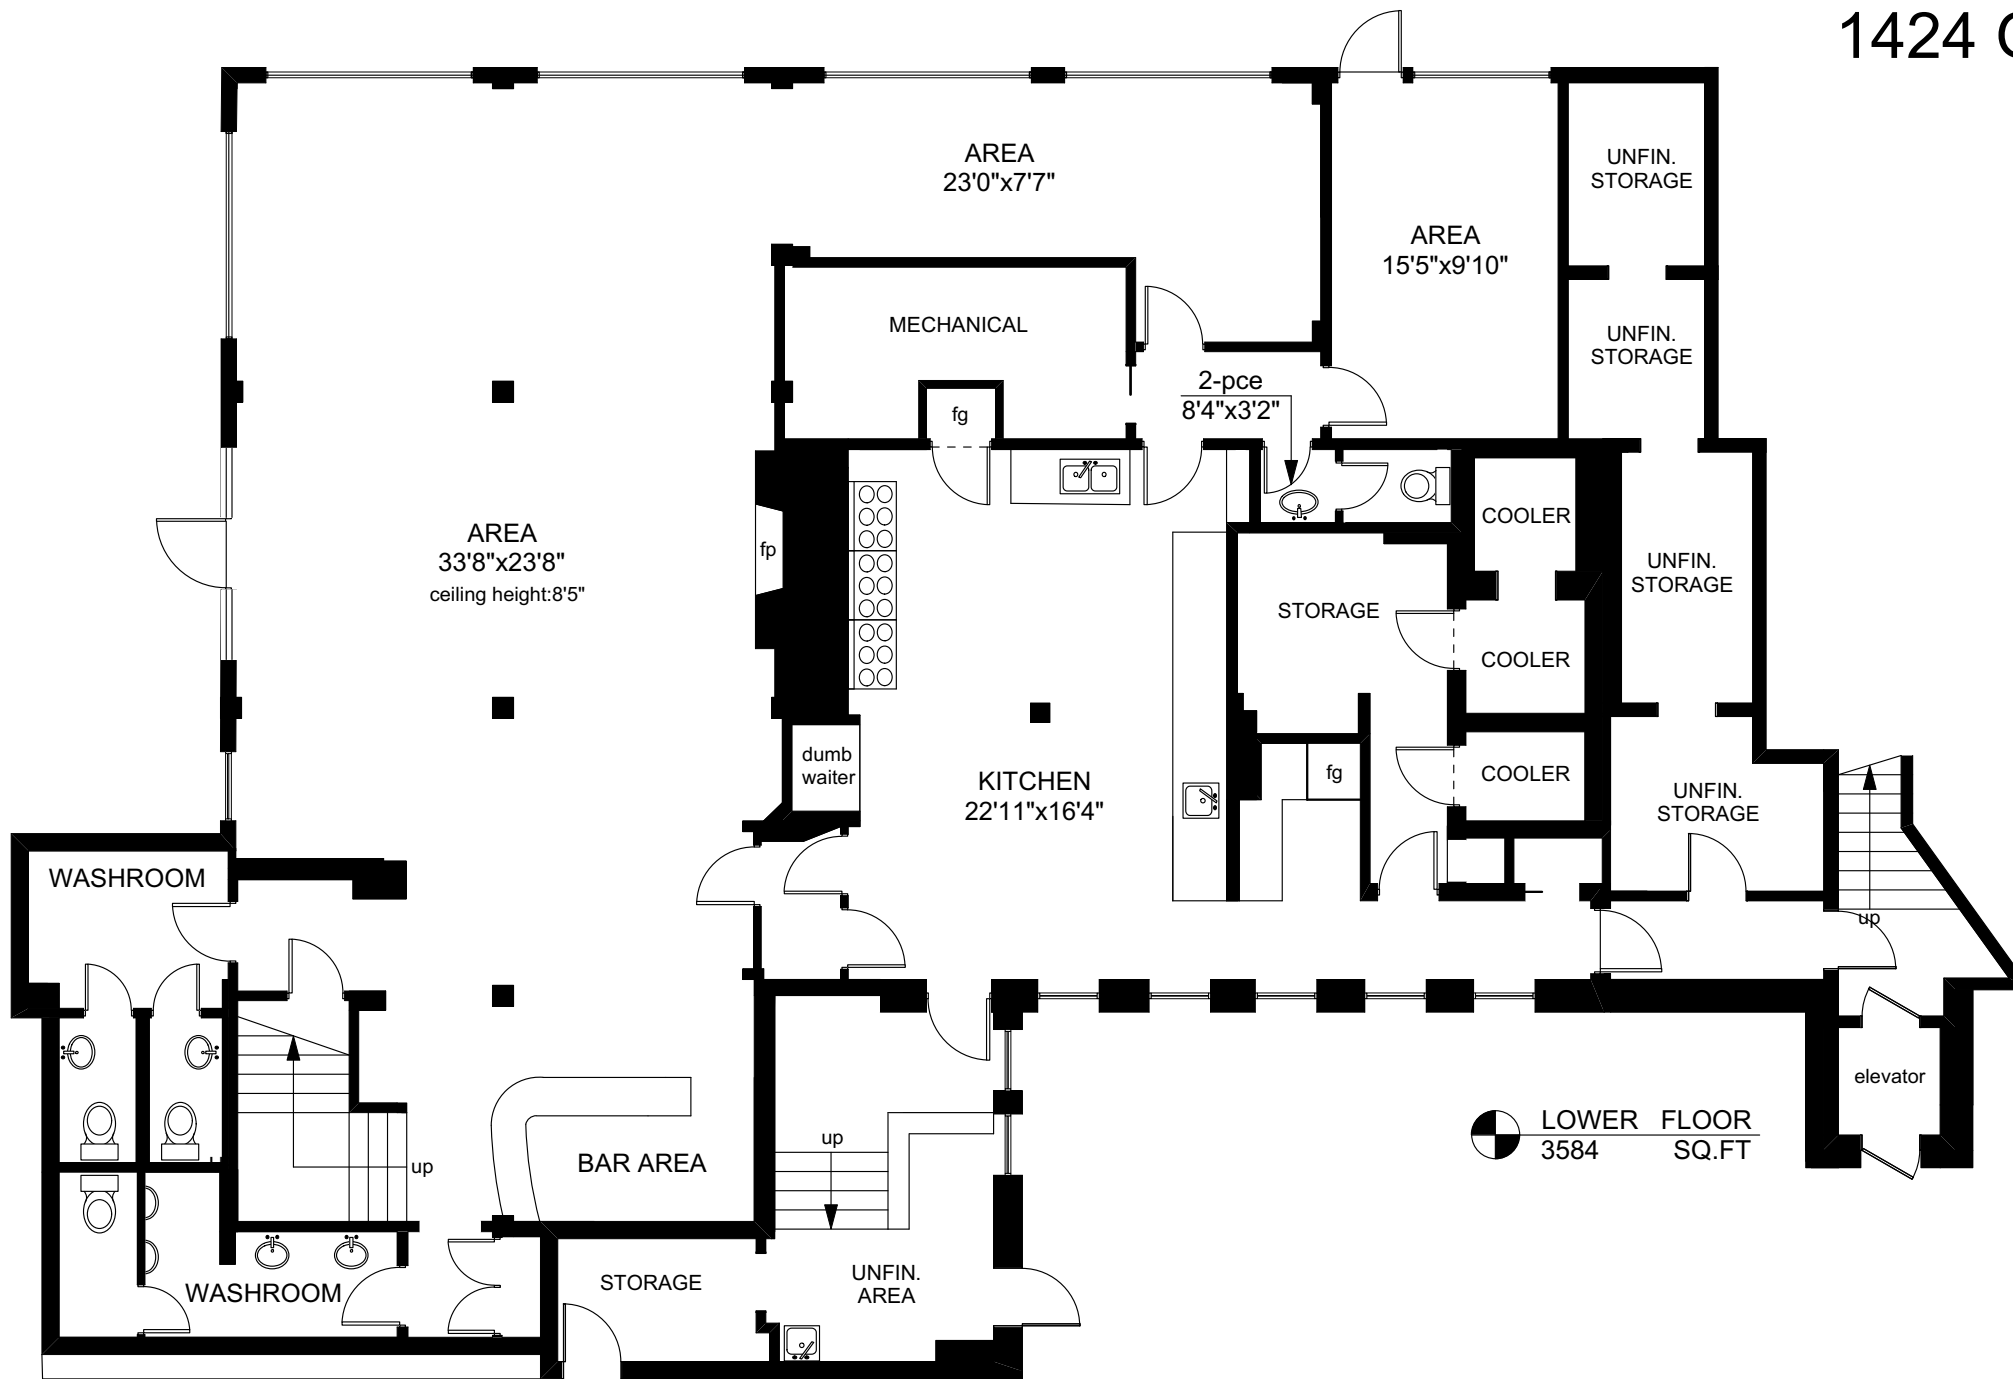 1424
AREA
23'0"x7'7"
UNFIN.
STORAGE
AREA
15'5"x9'10"
MECHANICAL
UNFIN.
STORAGE
2-pce
8'4"x3'2"
fg
AREA
33'8"x23'8"
ceiling height:8'5"
fp
COOLER
UNFIN.
STORAGE
STORAGE
COOLER
dumb
waiter
KITCHEN
22'11"x16'4"
fg
COOLER
UNFIN.
STORAGE
WASHROOM
up
elevator
LOWER FLOOR
3584 SQ.FT
up
BAR AREA
up
WASHROOM
STORAGE
UNFIN.
AREA